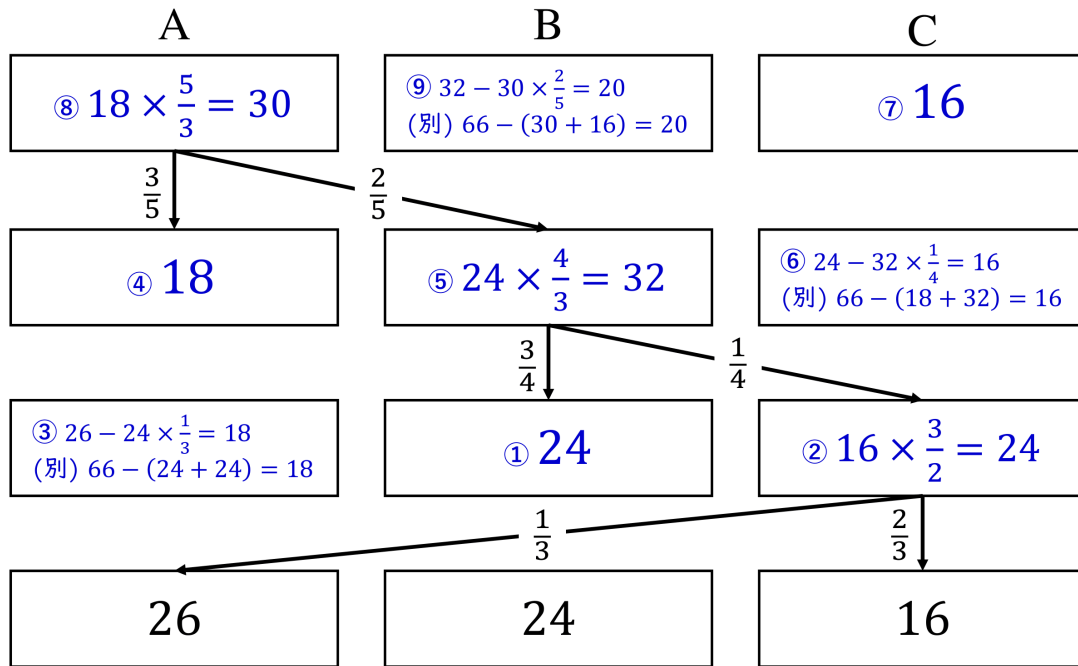 A B C
⑧ 18 × 5/3 = 30
⑨ 32 − 30 × 2/5 = 20
(別) 66 − (30 + 16) = 20
⑦ 16
3/5
2/5
④ 18
⑤ 24 × 4/3 = 32
⑥ 24 − 32 × 1/4 = 16
(別) 66 − (18 + 32) = 16
3/4
1/4
③ 26 − 24 × 1/3 = 18
(別) 66 − (24 + 24) = 18
① 24
② 16 × 3/2 = 24
1/3
2/3
26 24 16